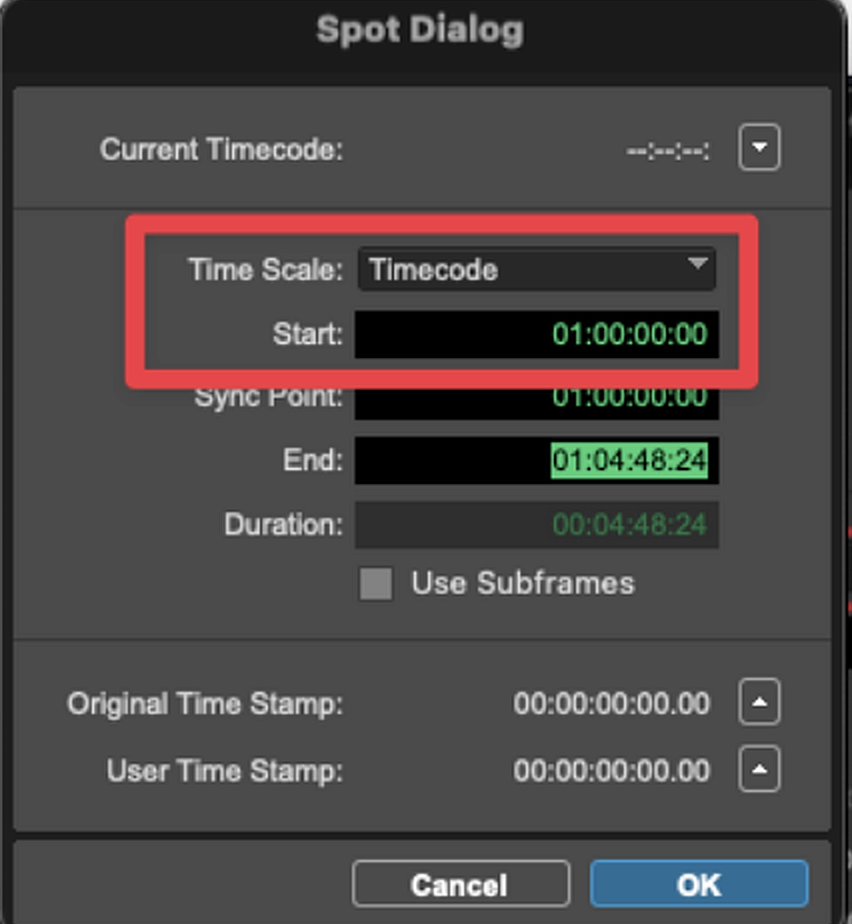 Spot Dialog
Current Timecode: --:--:--:
Time Scale: Timecode
Start: 01:00:00:00
Sync Point: 01:00:00:00
End: 01:04:48:24
Duration: 00:04:48:24
Use Subframes
Original Time Stamp: 00:00:00:00.00
User Time Stamp: 00:00:00:00.00
Cancel OK